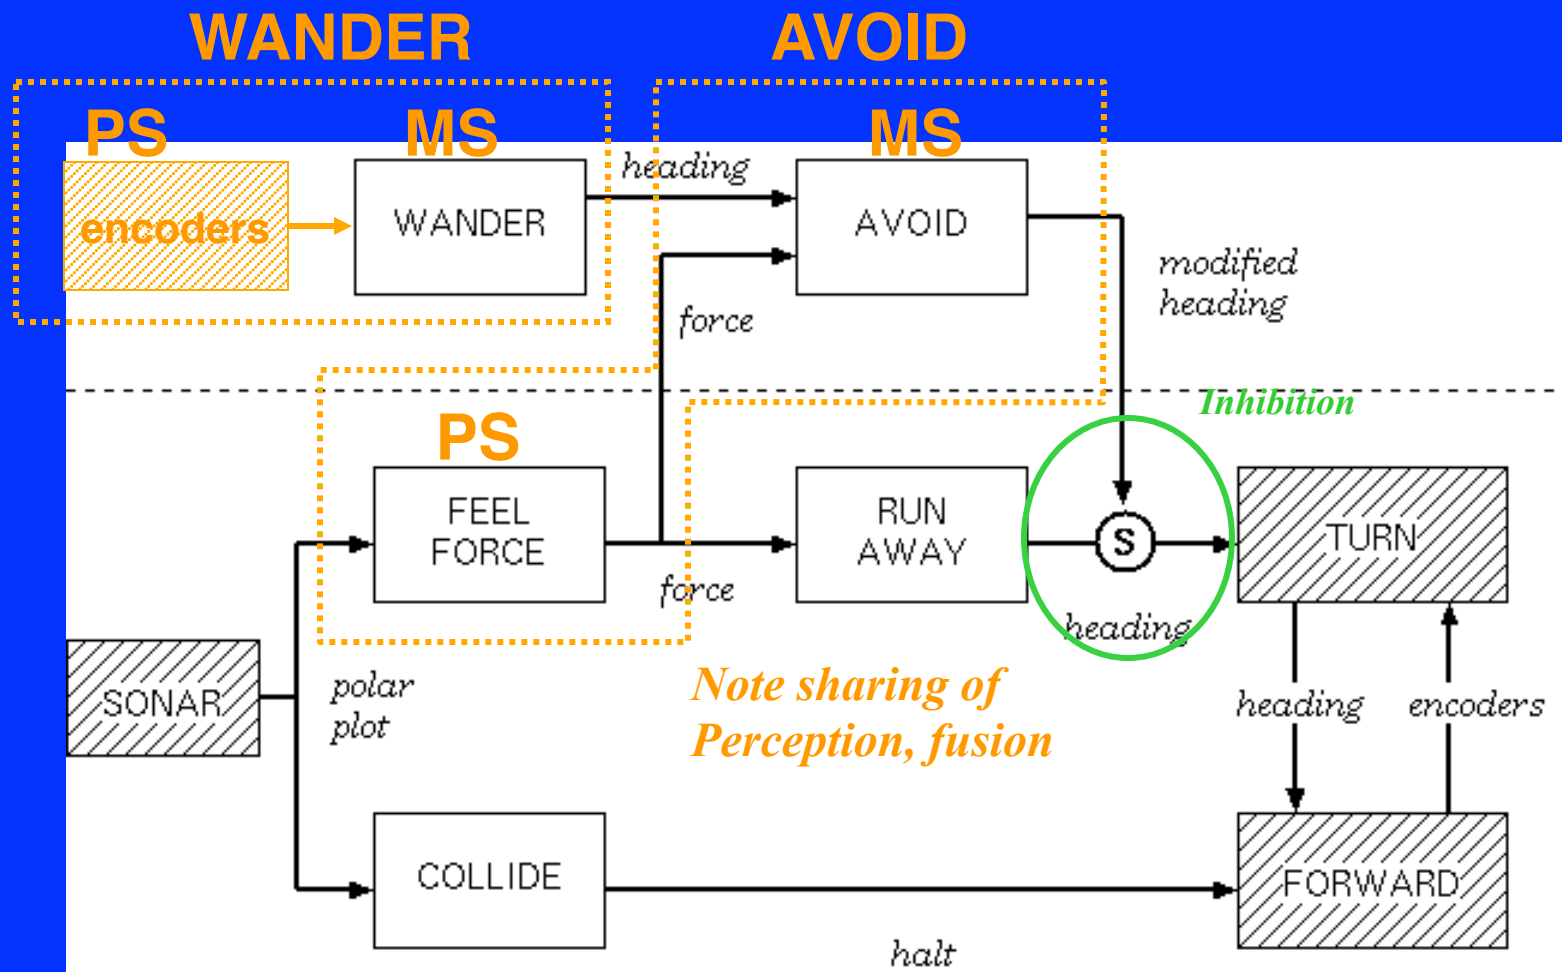 WANDER
AVOID
PS
MS
MS
encoders
WANDER
heading
AVOID
force
modified
heading
Inhibition
PS
FEEL
FORCE
force
RUN
AWAY
S
heading
TURN
SONAR
polar
plot
Note sharing of
Perception, fusion
heading
encoders
COLLIDE
halt
FORWARD